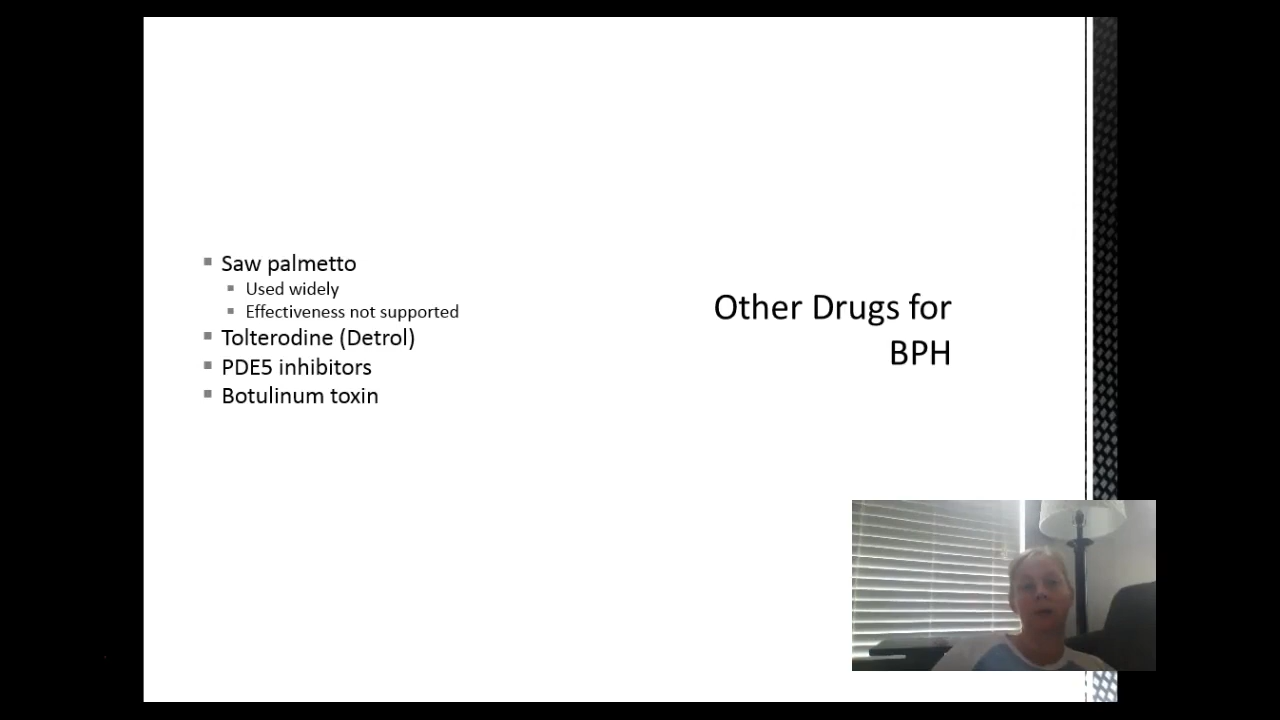 Saw palmetto
Used widely
Effectiveness not supported
Tolterodine (Detrol)
PDE5 inhibitors
Botulinum toxin
Other Drugs for
BPH